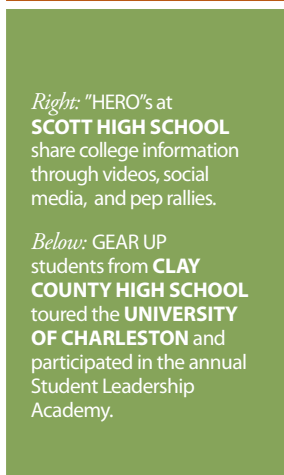 Right: "HERO"s at
SCOTT HIGH SCHOOL
share college information
through videos, social
media, and pep rallies.
Below: GEAR UP
students from CLAY
COUNTY HIGH SCHOOL
toured the UNIVERSITY
OF CHARLESTON and
participated in the annual
Student Leadership
Academy.